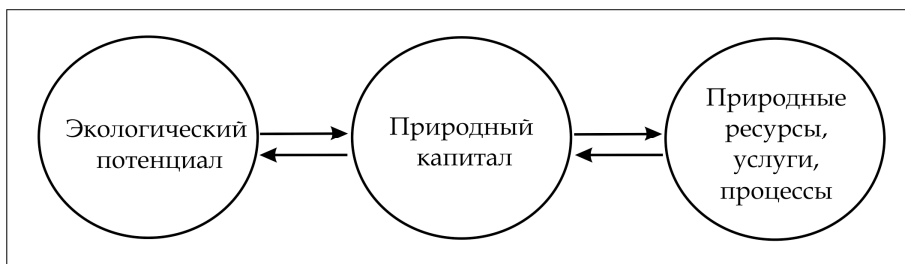 Экологический
потенциал
Природный
капитал
Природные
ресурсы,
услуги,
процессы